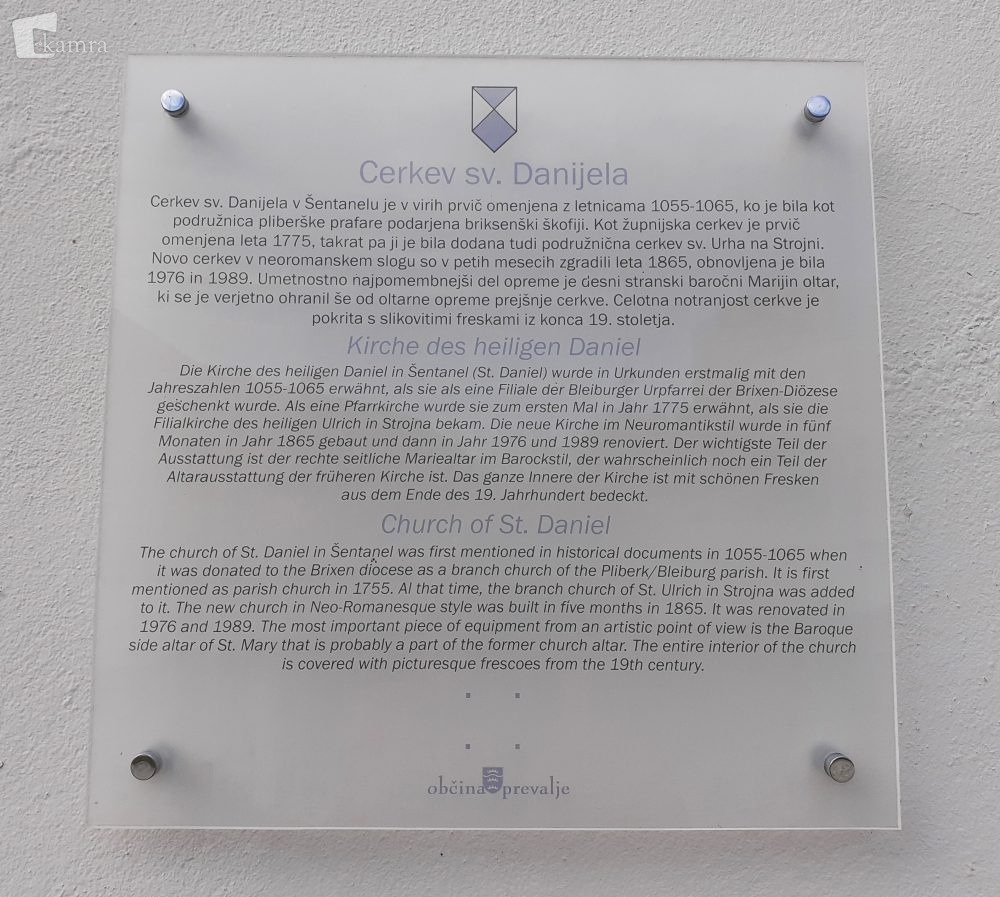 kamra
Cerkev sv. Danijela
Cerkev sv. Danijela v Šentanelu je v virih prvič omenjena z letnicama 1055-1065, ko je bila kot
podružnica pliberške prafare podarjena briksenški škofiji. Kot župnijska cerkev je prvič
omenjena leta 1775, takrat pa ji je bila dodana tudi podružnična cerkev sv. Urha na Strojni.
Novo cerkev v neoromanskem slogu so v petih mesecih zgradili leta 1865, obnovljena je bila
1976 in 1989. Umetnostno najpomembnejši del opreme je desni stranski baročni Marijin oltar,
ki se je verjetno ohranil še od oltarne opreme prejšnje cerkve. Celotna notranjost cerkve je
pokrita s slikovitimi freskami iz konca 19. stoletja.
Kirche des heiligen Daniel
Die Kirche des heiligen Daniel in Šentanel (St. Daniel) wurde in Urkunden erstmalig mit den
Jahreszahlen 1055-1065 erwähnt, als sie als eine Filiale der Bleiburger Urpfarrei der Brixen-Diözese
geschenkt wurde. Als eine Pfarrkirche wurde sie zum ersten Mal in Jahr 1775 erwähnt, als sie die
Filialkirche des heiligen Ulrich in Strojna bekam. Die neue Kirche im Neuromantikstil wurde in fünf
Monaten in Jahr 1865 gebaut und dann in Jahr 1976 und 1989 renoviert. Der wichtigste Teil der
Ausstattung ist der rechte seitliche Mariealtar im Barockstil, der wahrscheinlich noch ein Teil der
Altarausstattung der früheren Kirche ist. Das ganze Innere der Kirche ist mit schönen Fresken
aus dem Ende des 19. Jahrhundert bedeckt.
Church of St. Daniel
The church of St. Daniel in Šentanel was first mentioned in historical documents in 1055-1065 when
it was donated to the Brixen diocese as a branch church of the Pliberk/Bleiburg parish. It is first
mentioned as parish church in 1755. Al that time, the branch church of St. Ulrich in Strojna was added
to it. The new church in Neo-Romanesque style was built in five months in 1865. It was renovated in
1976 and 1989. The most important piece of equipment from an artistic point of view is the Baroque
side altar of St. Mary that is probably a part of the former church altar. The entire interior of the church
is covered with picturesque frescoes from the 19th century.
občina prevalje